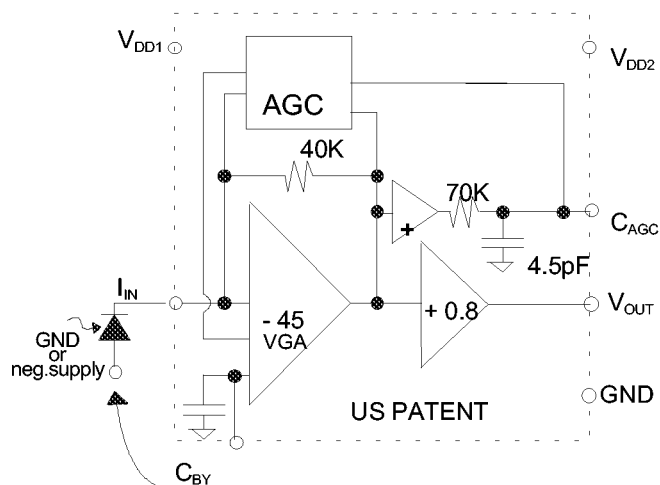 VDD1
VDD2
AGC
40K
70K
+
CAGC
4.5pF
IIN
- 45
VGA
+ 0.8
VOUT
GND
or
neg.supply
GND
US PATENT
CBY